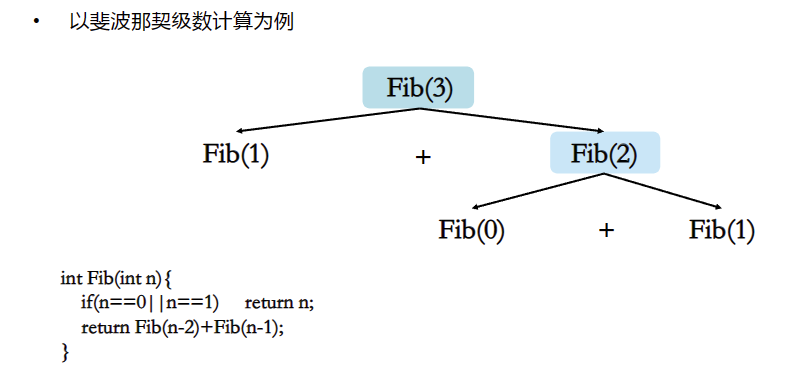 • 以斐波那契级数计算为例
Fib(3)
Fib(1) + Fib(2)
Fib(0) + Fib(1)
int Fib(int n){
if(n==0||n==1) return n;
return Fib(n-2)+Fib(n-1);
}